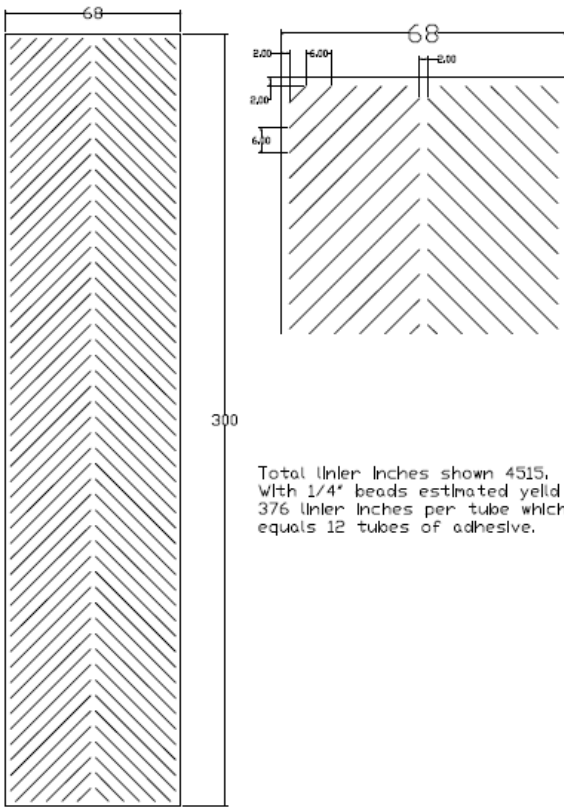 68
68
2.00
6.00
2.00
2.00
6.00
300
Total linier inches shown 4515.
With 1/4" beads estimated yeild
376 linier inches per tube which
equals 12 tubes of adhesive.